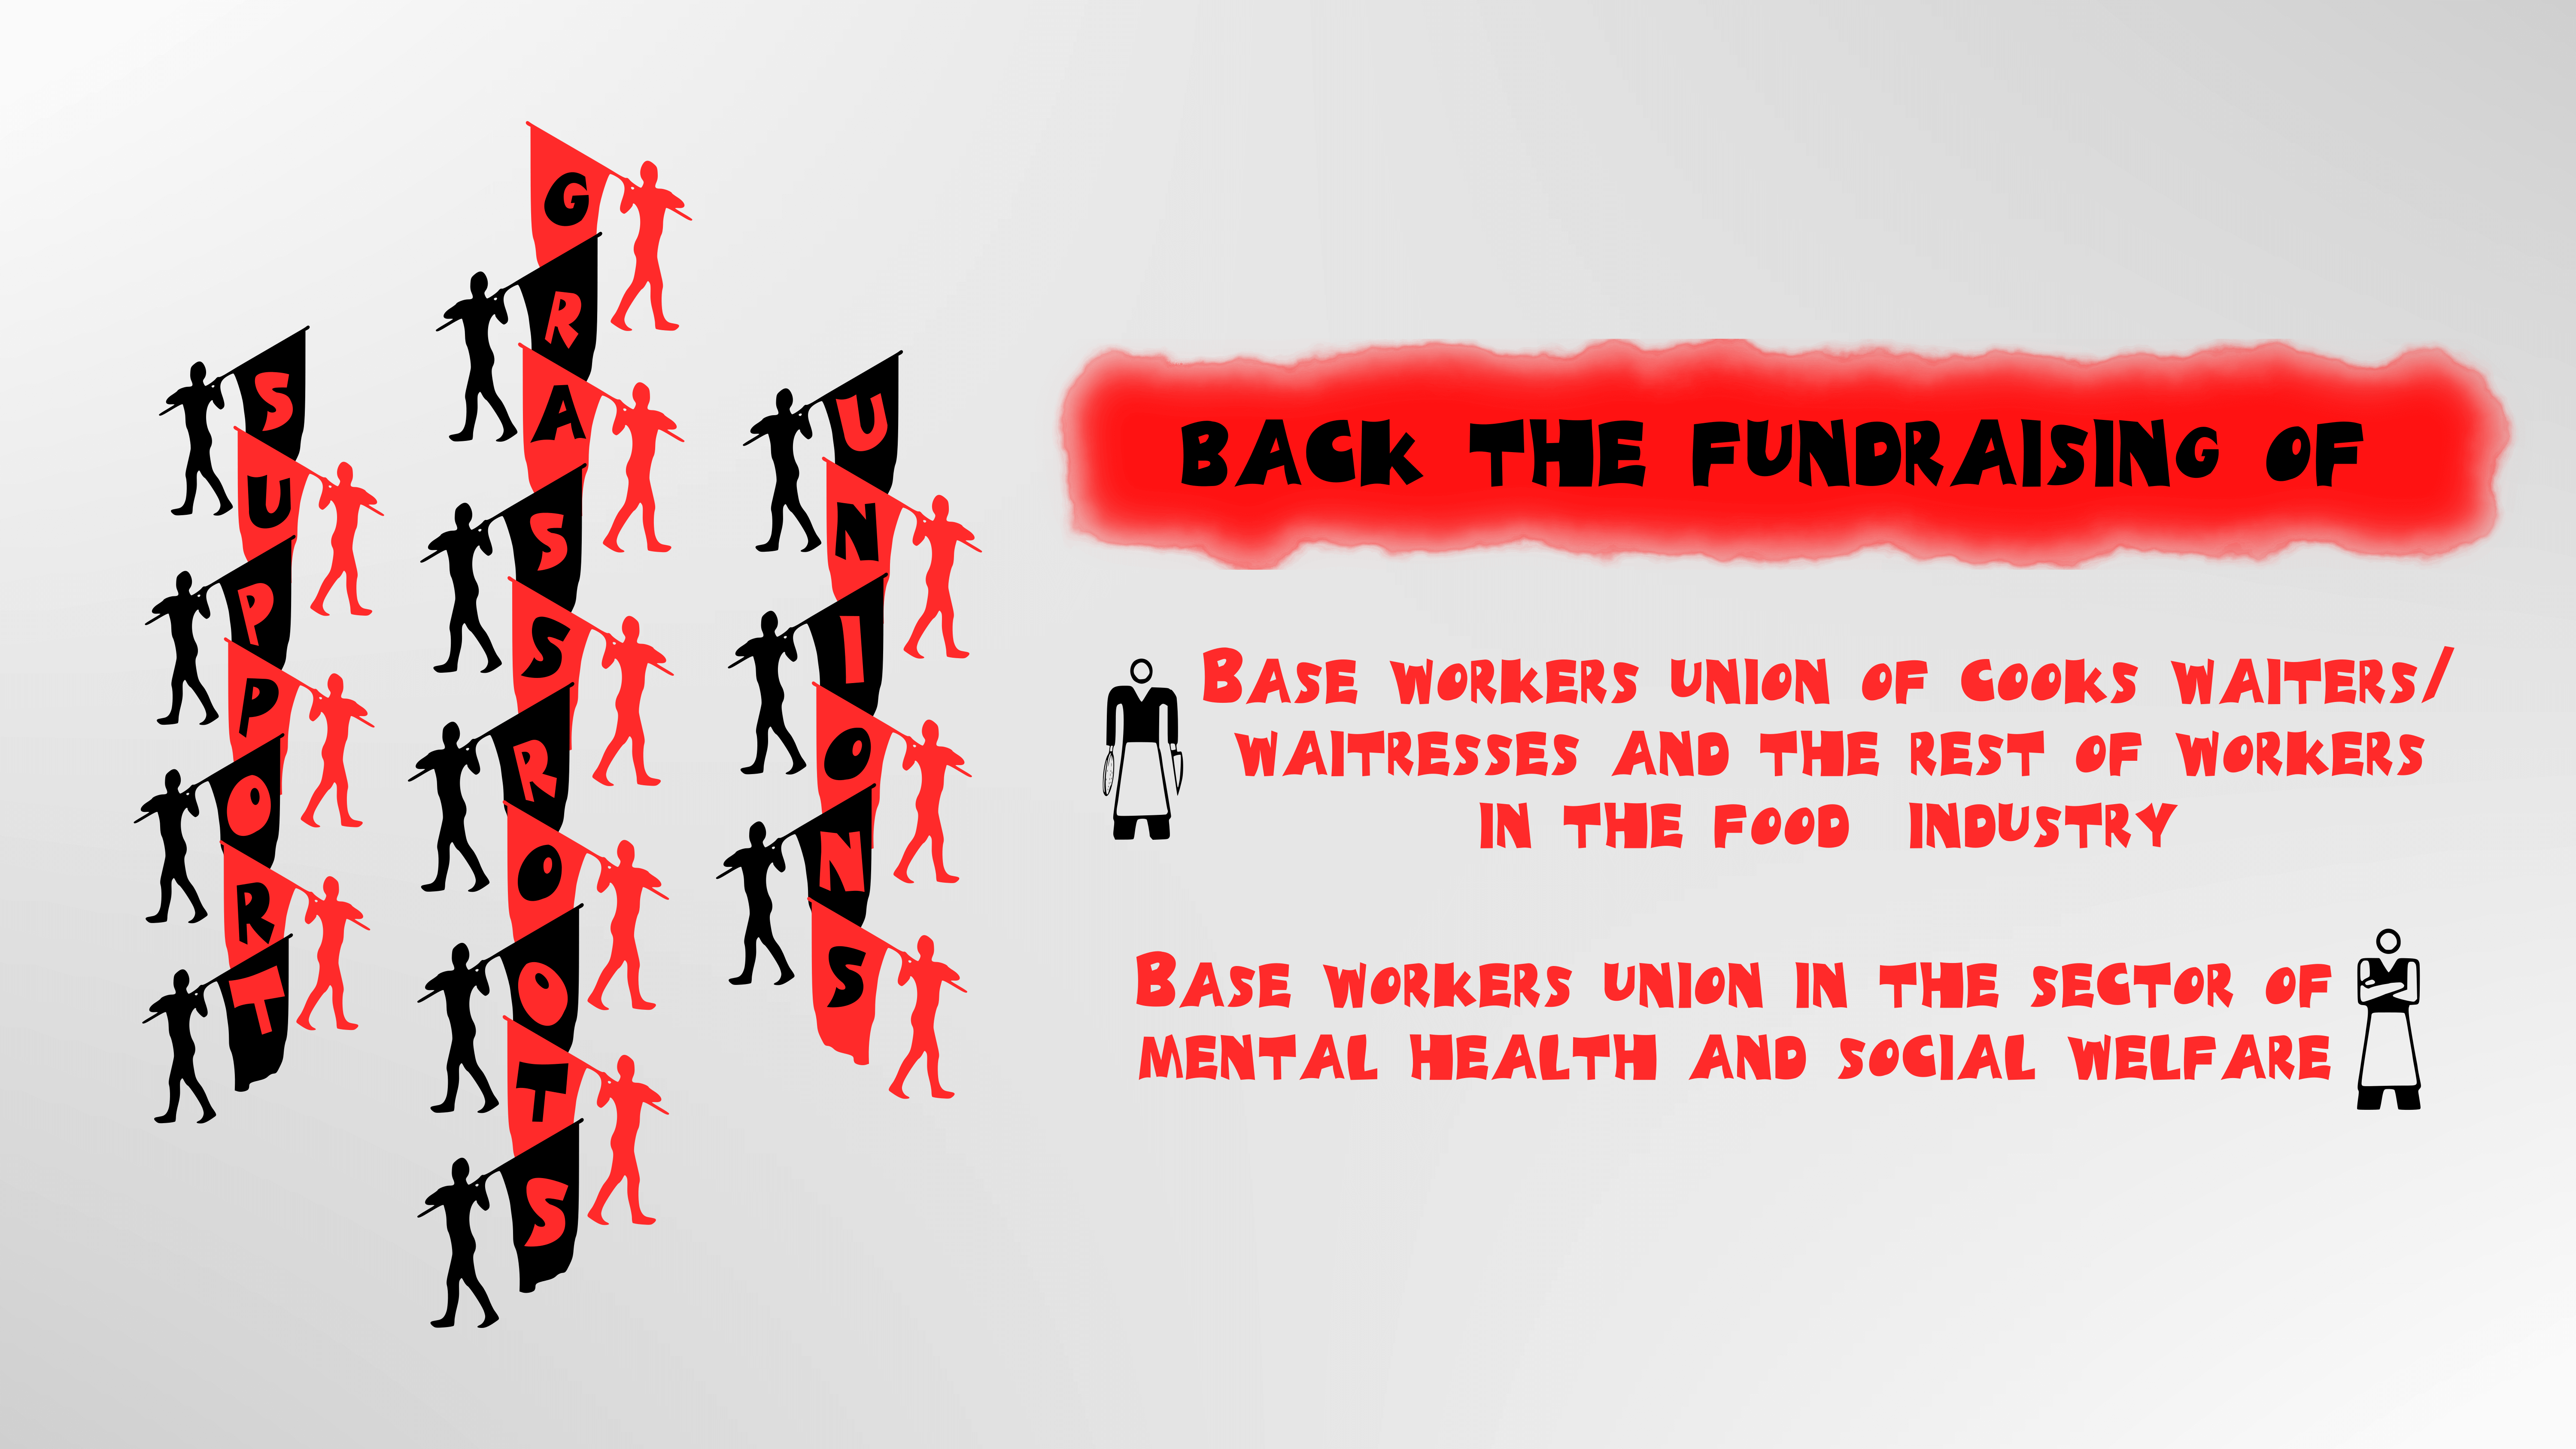 SUPPORT
GRASSROOTS
UNIONS
BACK THE FUNDRAISING OF
BASE WORKERS UNION OF COOKS WAITERS/
WAITRESSES AND THE REST OF WORKERS
IN THE FOOD INDUSTRY
BASE WORKERS UNION IN THE SECTOR OF
MENTAL HEALTH AND SOCIAL WELFARE